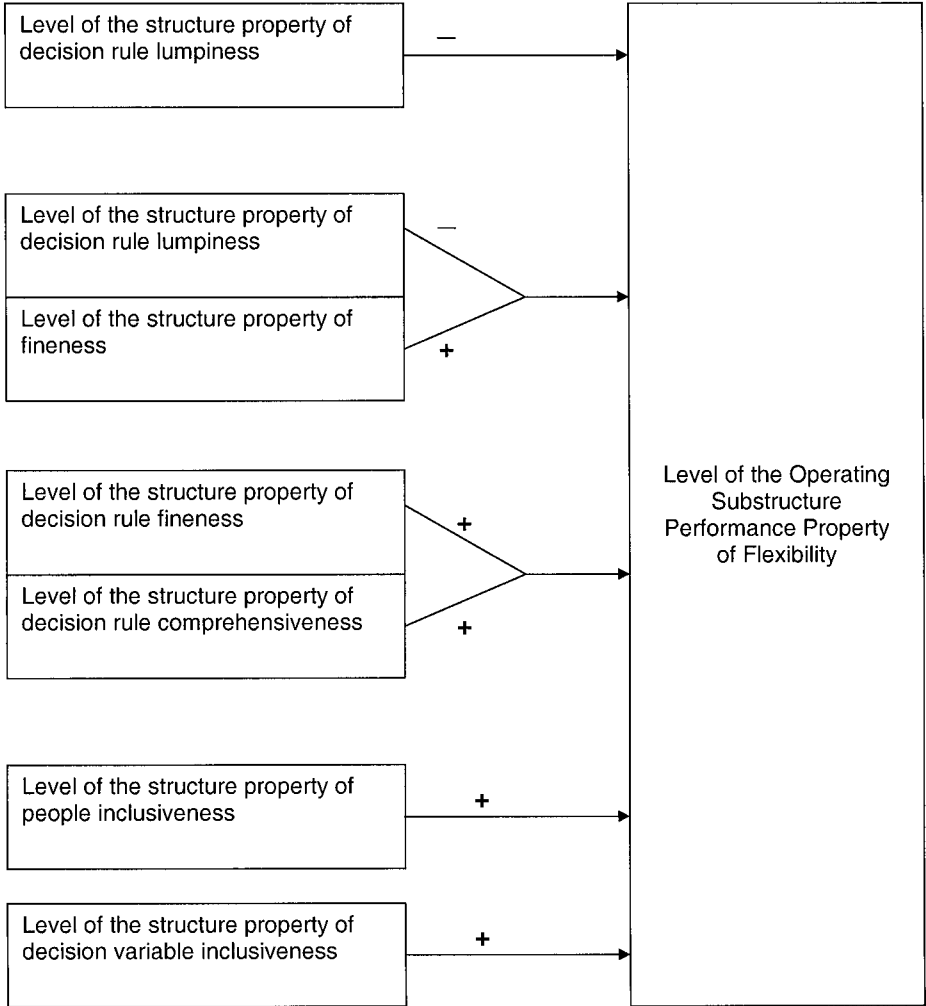 Level of the structure property of
decision rule lumpiness
—
Level of the structure property of
decision rule lumpiness
—
Level of the structure property of
fineness
+
Level of the structure property of
decision rule fineness
+
Level of the structure property of
decision rule comprehensiveness
+
Level of the structure property of
people inclusiveness
+
Level of the structure property of
decision variable inclusiveness
+
Level of the Operating
Substructure
Performance Property
of Flexibility